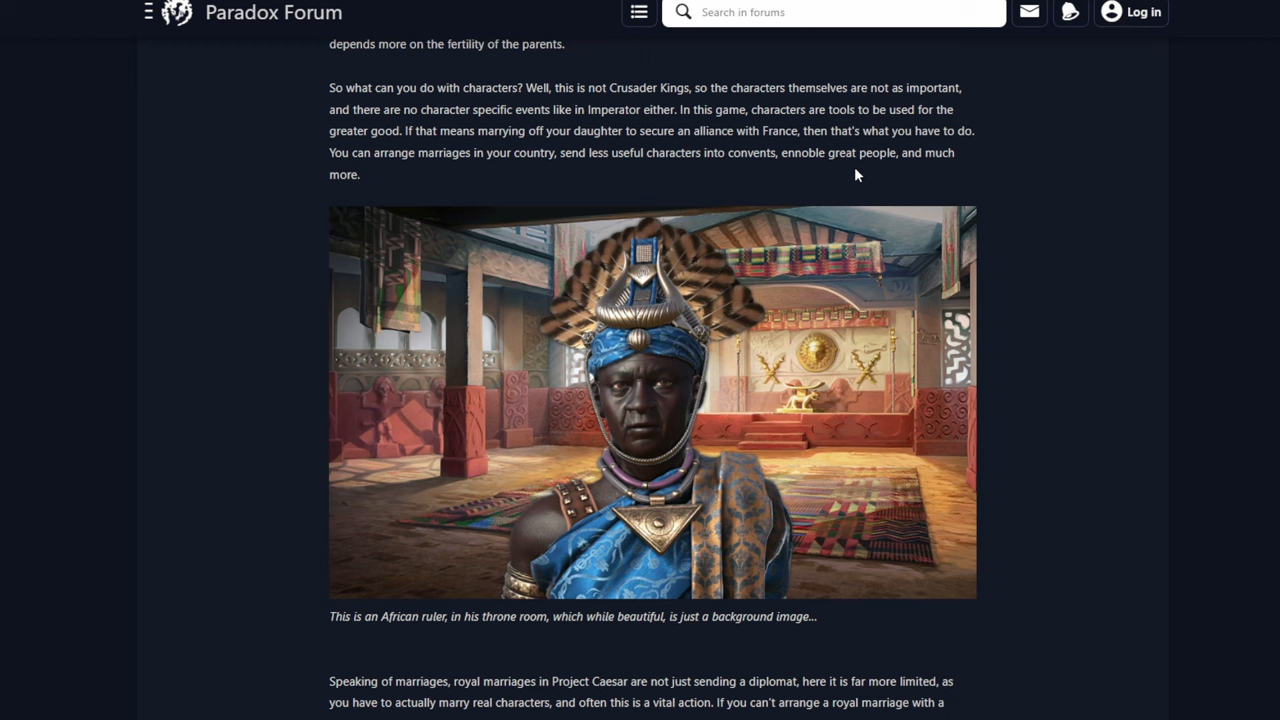 Paradox Forum
Search in forums
Log in
depends more on the fertility of the parents.
So what can you do with characters? Well, this is not Crusader Kings, so the characters themselves are not as important,
and there are no character specific events like in Imperator either. In this game, characters are tools to be used for the
greater good. If that means marrying off your daughter to secure an alliance with France, then that's what you have to do.
You can arrange marriages in your country, send less useful characters into convents, ennoble great people, and much
more.
This is an African ruler, in his throne room, which while beautiful, is just a background image...
Speaking of marriages, royal marriages in Project Caesar are not just sending a diplomat, here it is far more limited, as
you have to actually marry real characters, and often this is a vital action. If you can't arrange a royal marriage with a